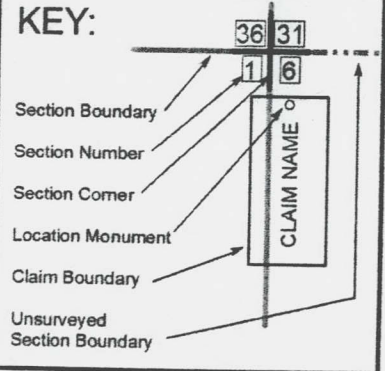 KEY:
36 31
1 6
Section Boundary
Section Number
Section Corner
Location Monument
Claim Boundary
Unsurveyed
Section Boundary
CLAIM NAME